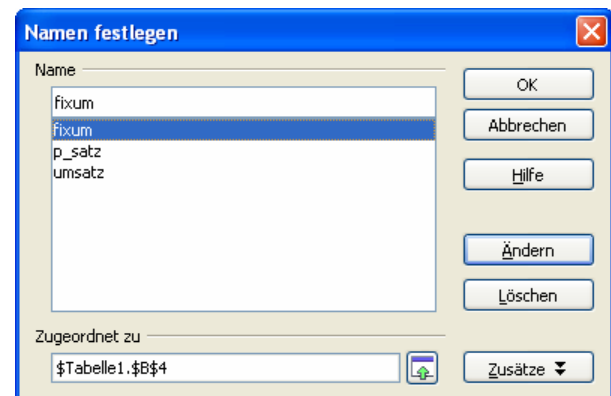 Namen festlegen
Name
fixum
fixum
p_satz
umsatz
OK
Abbrechen
Hilfe
Ändern
Löschen
Zugeordnet zu
$Tabelle1.$B$4
Zusätze